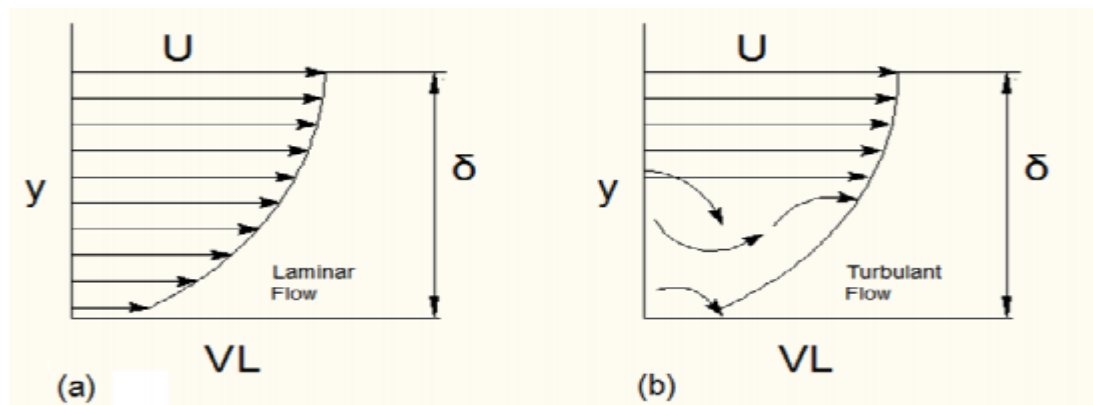 U
y
δ
Laminar
Flow
VL
(a)
U
y
δ
Turbulant
Flow
VL
(b)